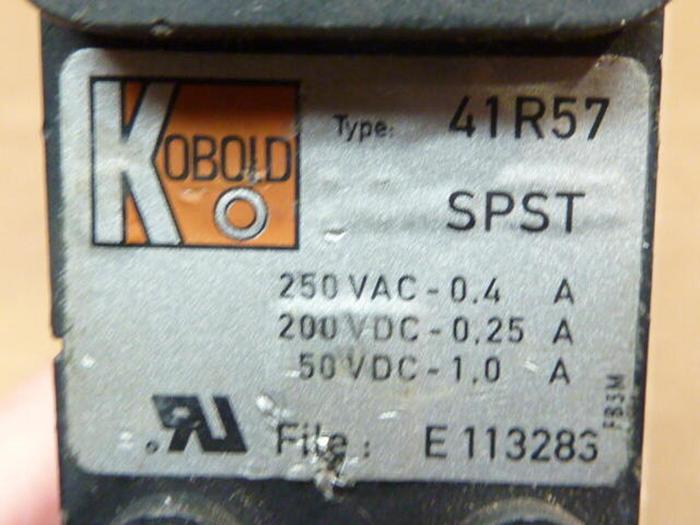 KOBOLD
Type: 41R57
SPST
250 VAC - 0.4 A
200 VDC - 0,25 A
50 VDC - 1,0 A
File : E 113283
FB3M